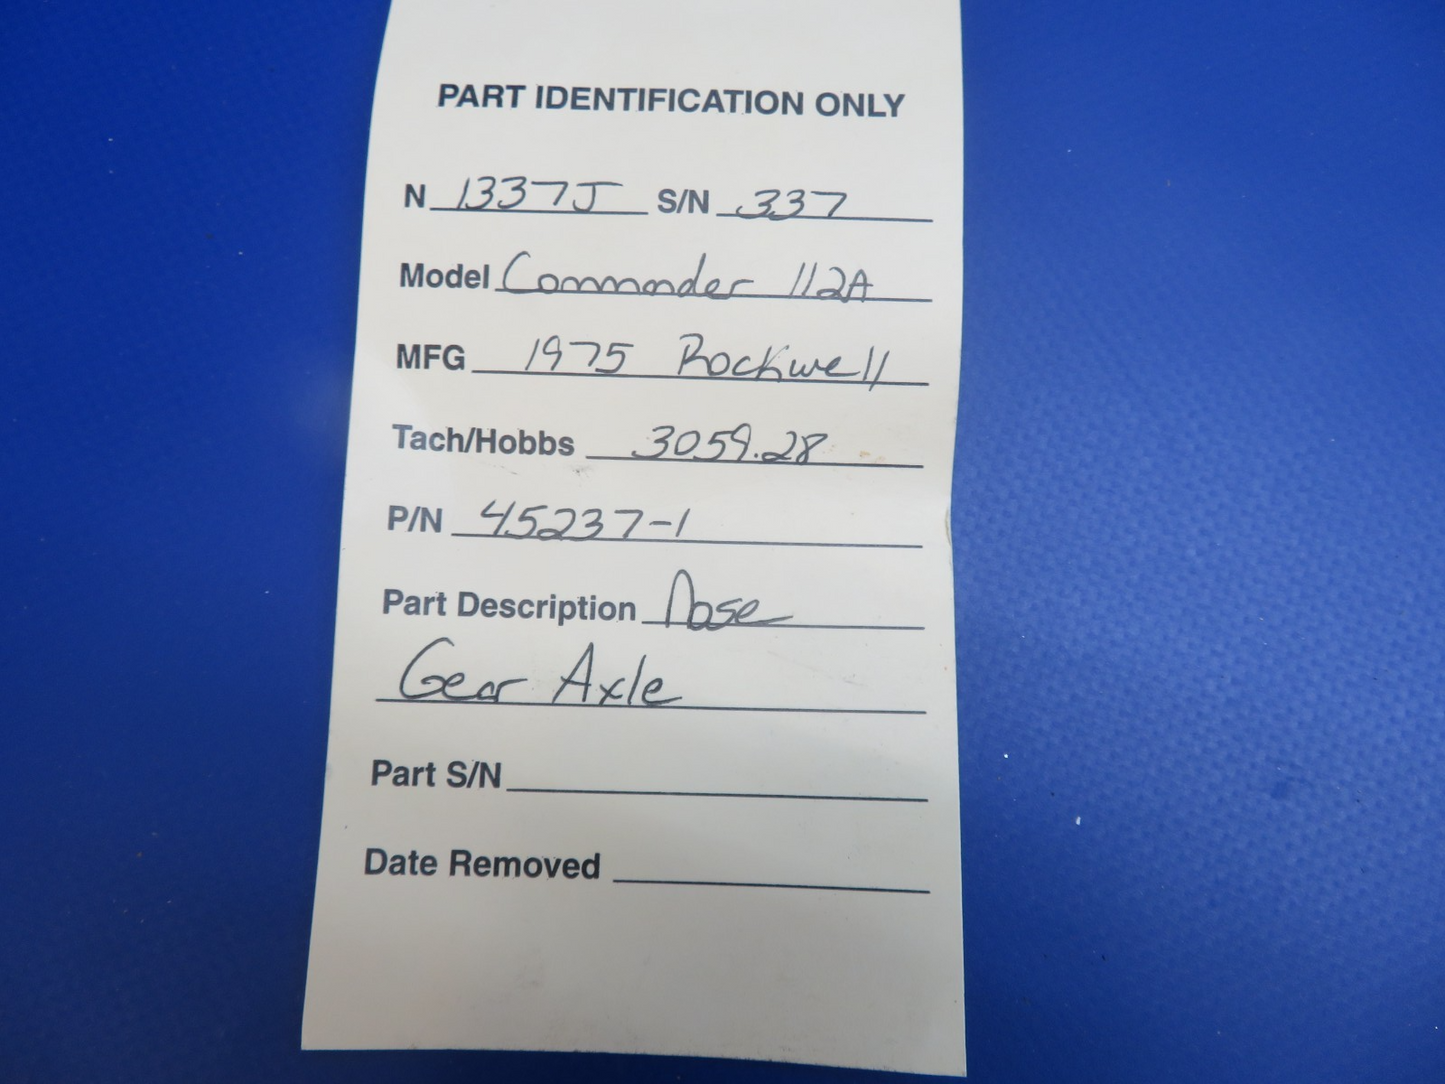 PART IDENTIFICATION ONLY
N 1337J S/N 337
Model Commander 112A
MFG 1975 Rockwell
Tach/Hobbs 3059.28
P/N 45237-1
Part Description Nose
Gear Axle
Part S/N
Date Removed